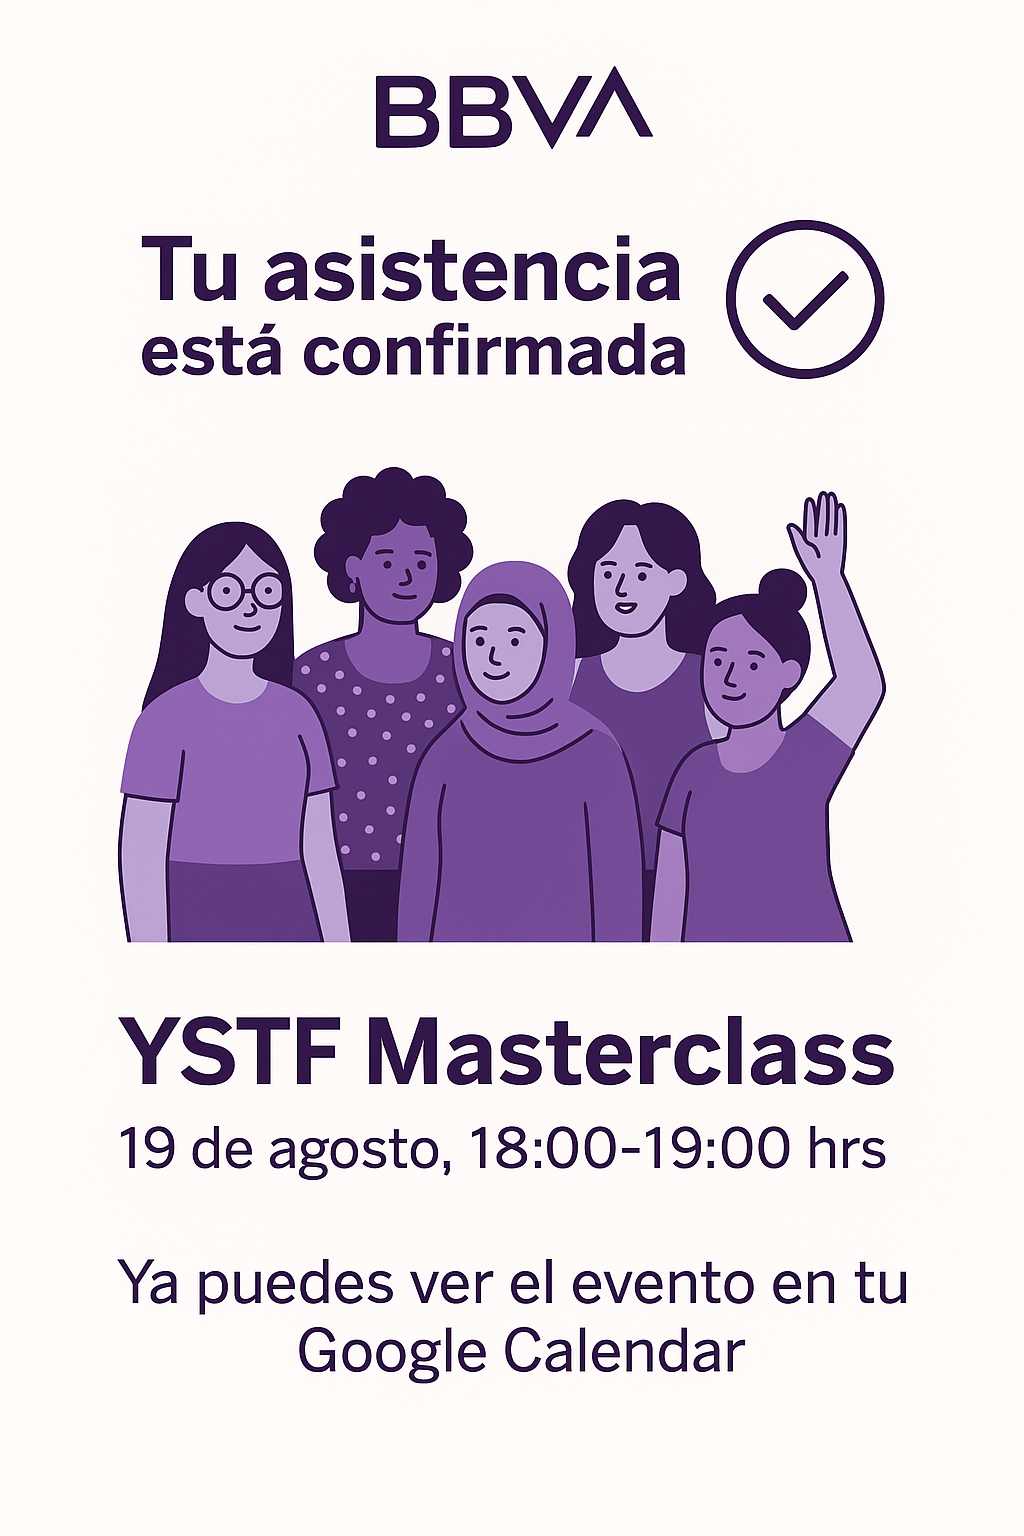 BBVA
Tu asistencia
está confirmada
YSTF Masterclass
19 de agosto, 18:00-19:00 hrs
Ya puedes ver el evento en tu
Google Calendar